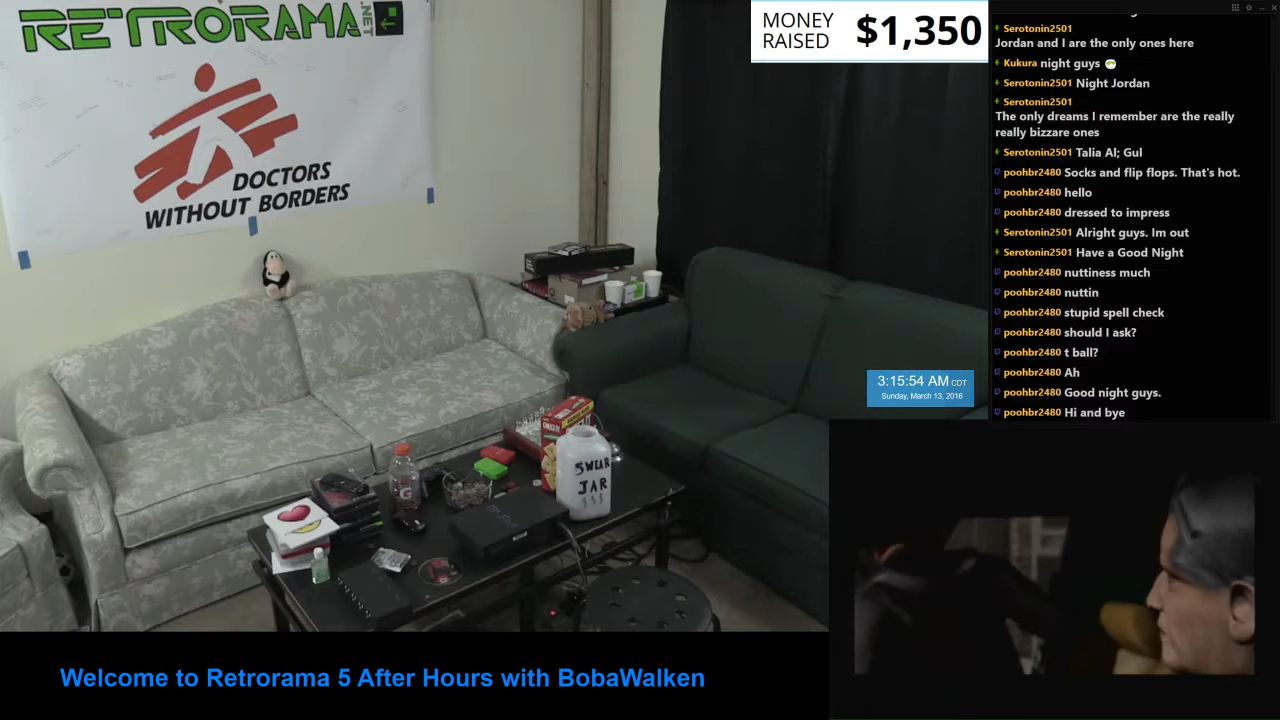 RETRORAMA
.NET
DOCTORS
WITHOUT BORDERS
MONEY
RAISED $1,350
Serotonin2501
Jordan and I are the only ones here
Kukura night guys
Serotonin2501 Night Jordan
Serotonin2501
The only dreams I remember are the really
really bizzare ones
Serotonin2501 Talia Al; Gul
poohbr2480 Socks and flip flops. That's hot.
poohbr2480 hello
poohbr2480 dressed to impress
Serotonin2501 Alright guys. Im out
Serotonin2501 Have a Good Night
poohbr2480 nuttiness much
poohbr2480 nuttin
poohbr2480 stupid spell check
poohbr2480 should I ask?
poohbr2480 t ball?
poohbr2480 Ah
poohbr2480 Good night guys.
poohbr2480 Hi and bye
3:15:54 AM CDT
Sunday, March 13, 2016
SWEAR
JAR
$$$
G
Welcome to Retrorama 5 After Hours with BobaWalken